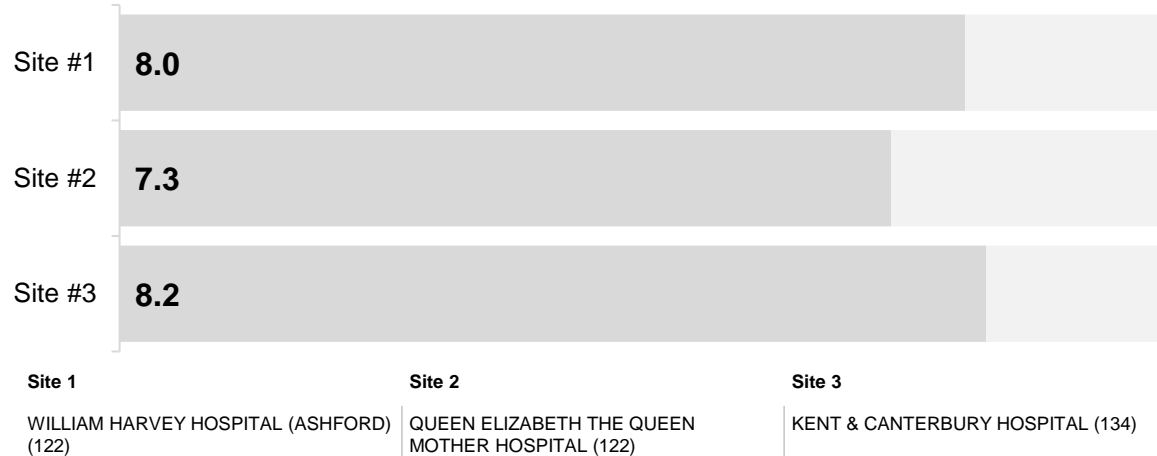 Site #1
8.0
Site #2
7.3
Site #3
8.2
Site 1
Site 2
Site 3
WILLIAM HARVEY HOSPITAL (ASHFORD)
(122)
QUEEN ELIZABETH THE QUEEN
MOTHER HOSPITAL (122)
KENT & CANTERBURY HOSPITAL (134)